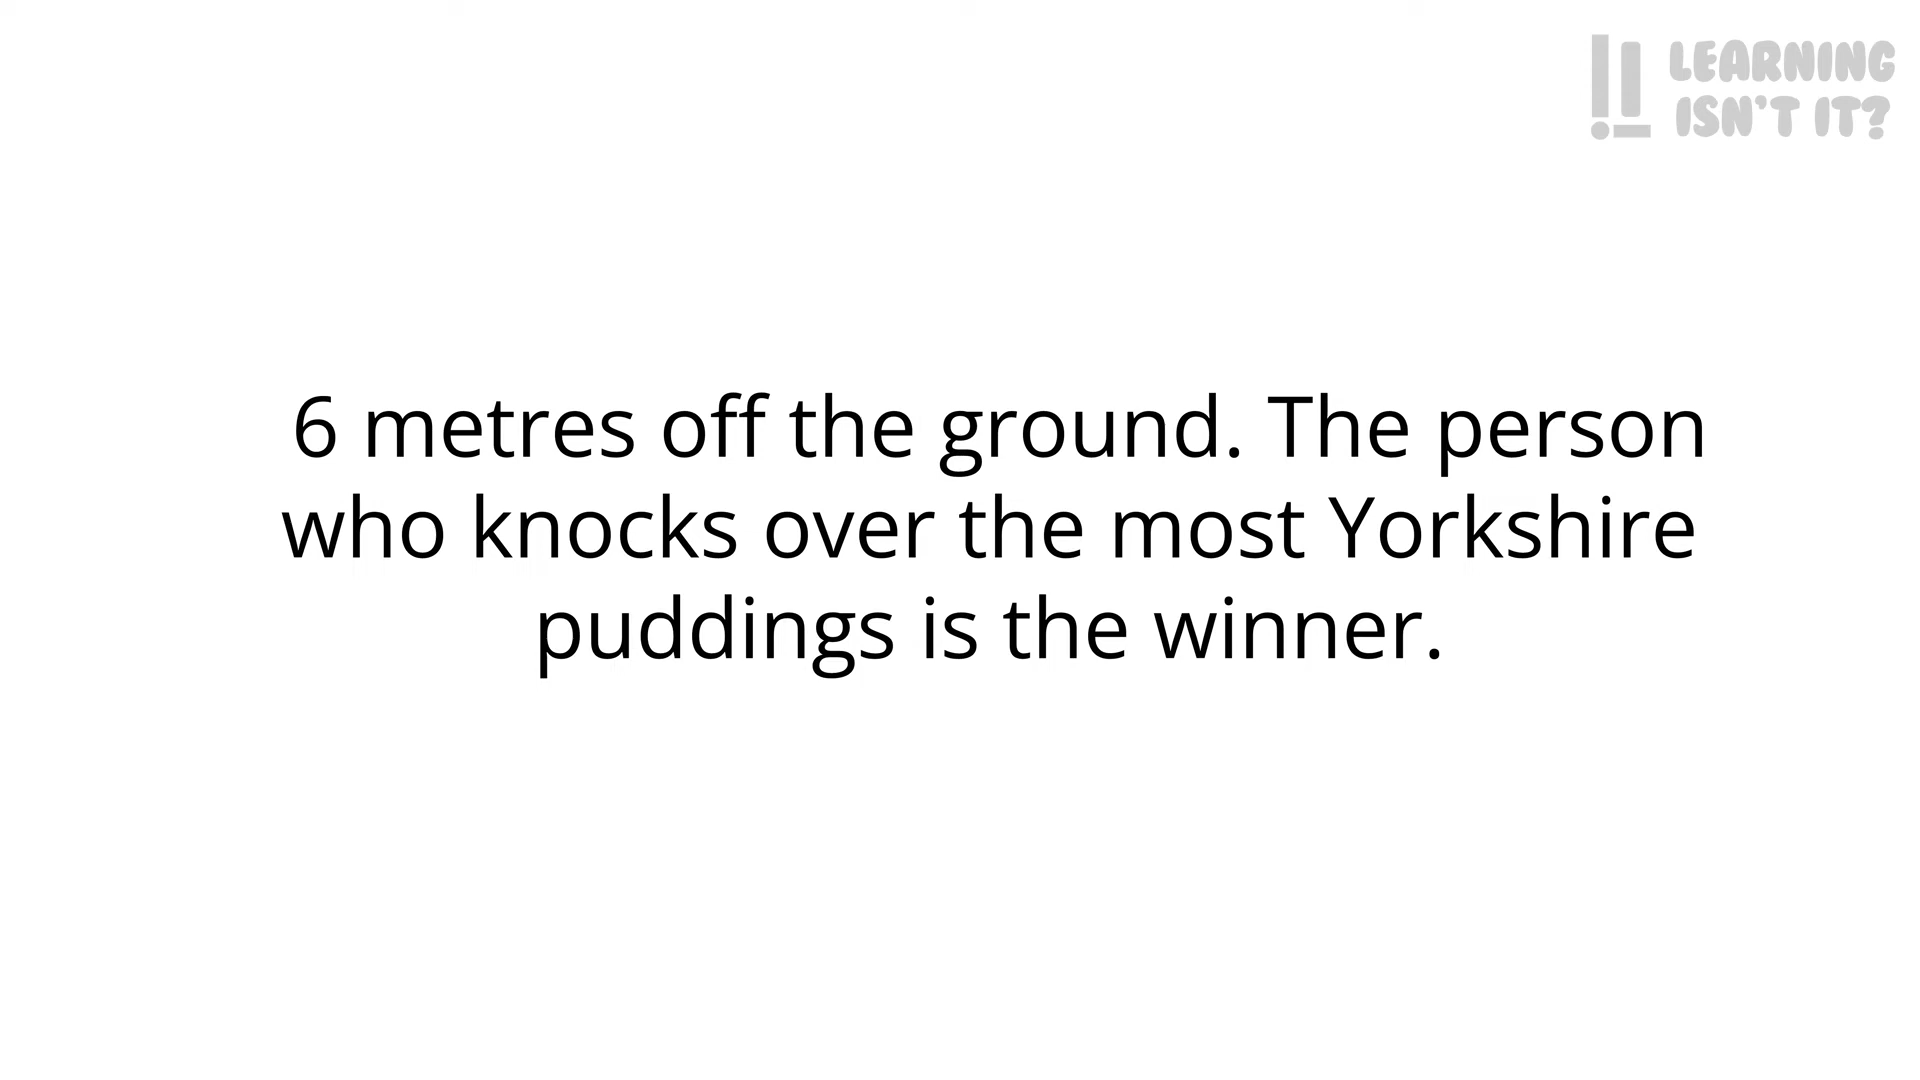 LEARNING
ISN'T IT?
6 metres off the ground. The person
who knocks over the most Yorkshire
puddings is the winner.